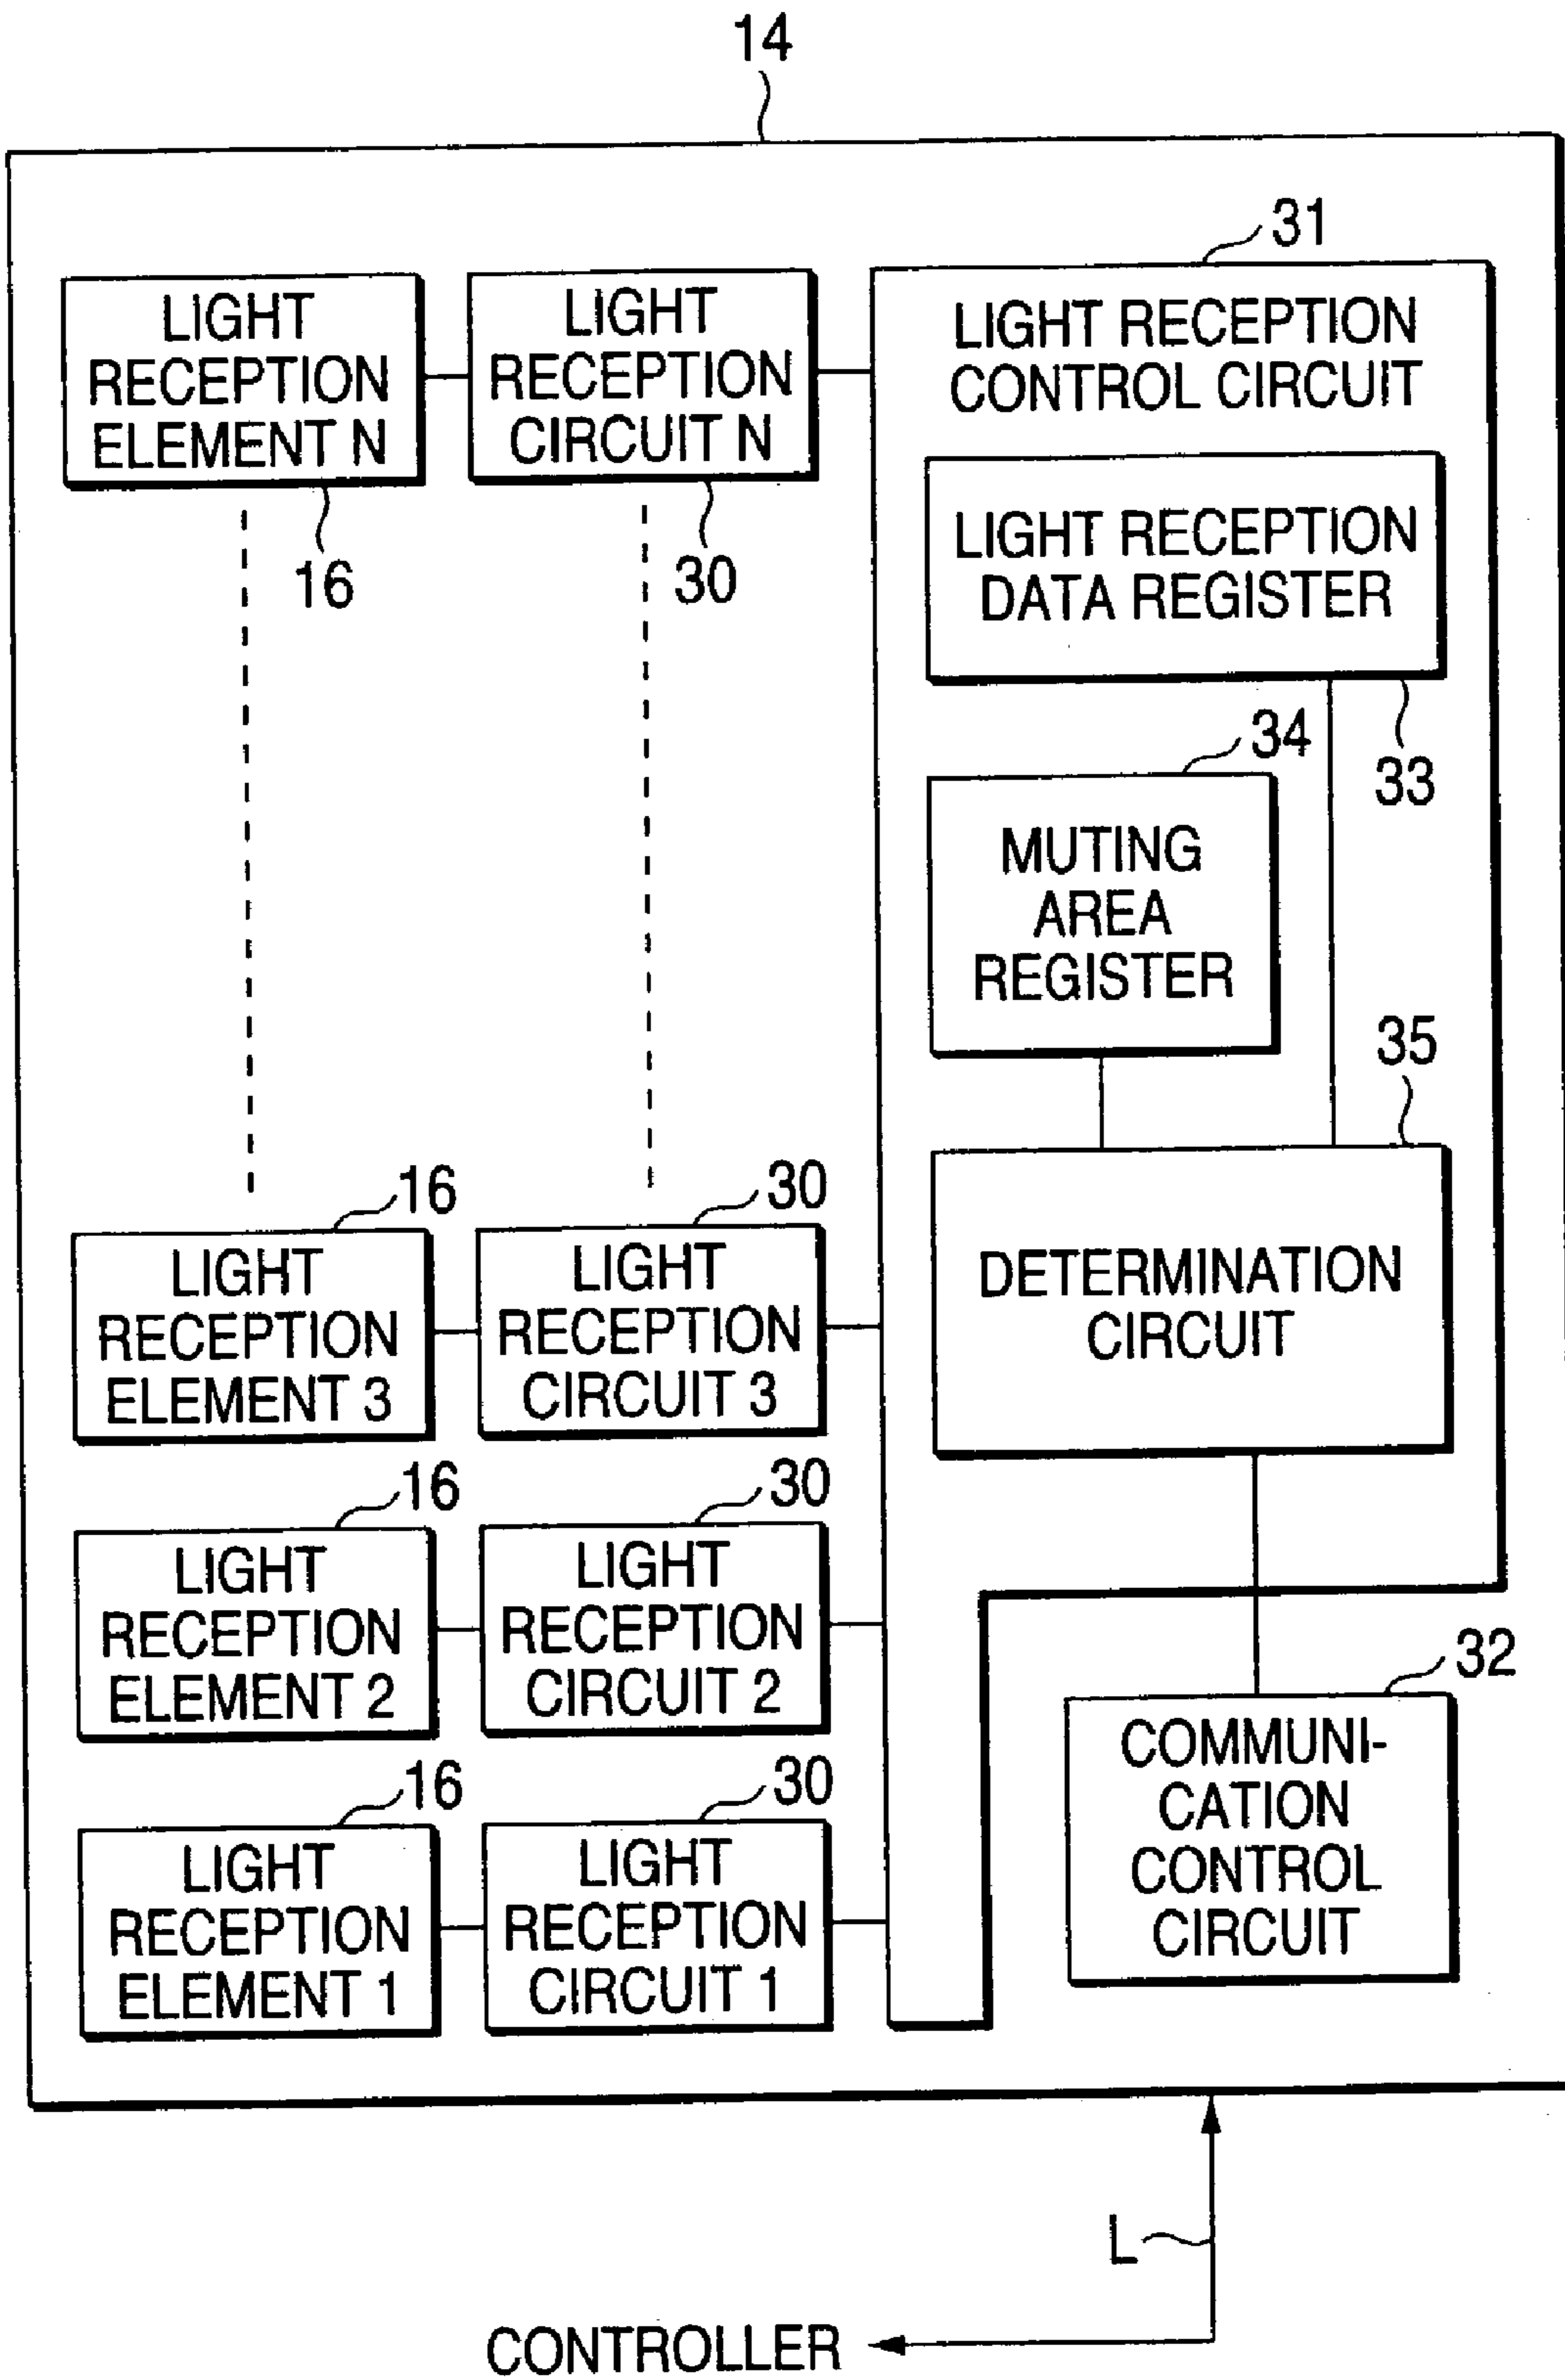 14
31
LIGHT
RECEPTION
ELEMENT N
16
LIGHT
RECEPTION
CIRCUIT N
30
LIGHT RECEPTION
CONTROL CIRCUIT
LIGHT RECEPTION
DATA REGISTER
33
34
MUTING
AREA
REGISTER
35
DETERMINATION
CIRCUIT
16
LIGHT
RECEPTION
ELEMENT 3
30
LIGHT
RECEPTION
CIRCUIT 3
16
LIGHT
RECEPTION
ELEMENT 2
30
LIGHT
RECEPTION
CIRCUIT 2
16
LIGHT
RECEPTION
ELEMENT 1
30
LIGHT
RECEPTION
CIRCUIT 1
32
COMMUNI-
CATION
CONTROL
CIRCUIT
L
CONTROLLER